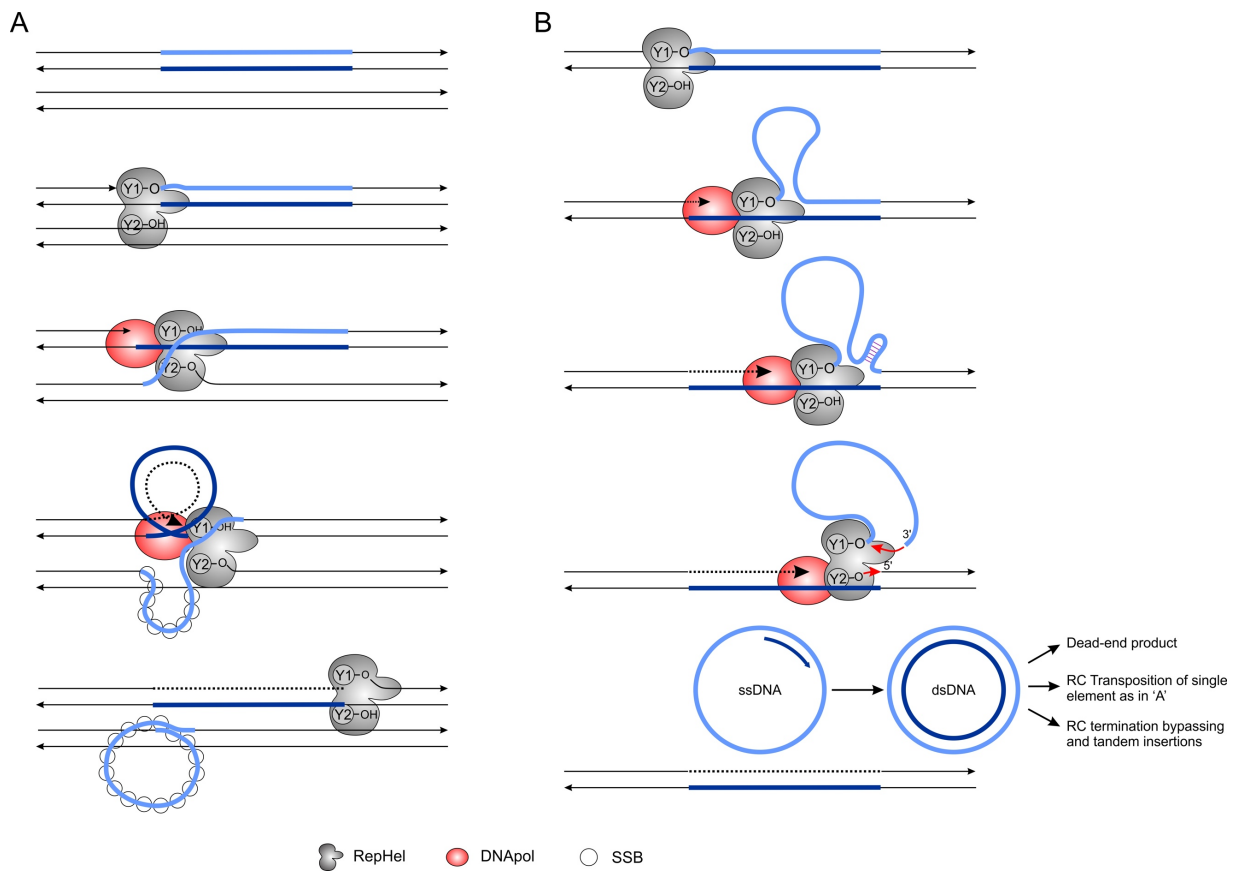 A
B
Y1-O
Y2-OH
Y1-O
Y2-OH
Y1-OH
Y2-O
Y1-OH
Y2-O
Y1-O
Y2-OH
Y1-O
Y2-OH
Y1-O
Y2-OH
Y1-O
Y2-OH
3'
Y1-O
5'
Y2-O
ssDNA
dsDNA
Dead-end product
RC Transposition of single
element as in ‘A’
RC termination bypassing
and tandem insertions
RepHel
DNApol
SSB